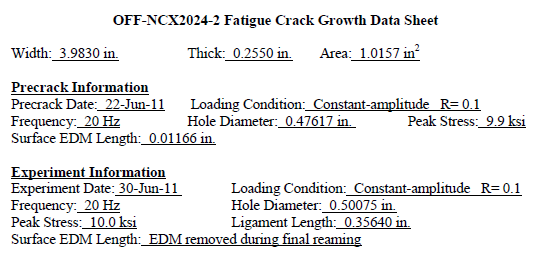 OFF-NCX2024-2 Fatigue Crack Growth Data Sheet
Width: 3.9830 in. Thick: 0.2550 in. Area: 1.0157 in²
Precrack Information
Precrack Date: 22-Jun-11 Loading Condition: Constant-amplitude R= 0.1
Frequency: 20 Hz Hole Diameter: 0.47617 in. Peak Stress: 9.9 ksi
Surface EDM Length: 0.01166 in.
Experiment Information
Experiment Date: 30-Jun-11 Loading Condition: Constant-amplitude R= 0.1
Frequency: 20 Hz Hole Diameter: 0.50075 in.
Peak Stress: 10.0 ksi Ligament Length: 0.35640 in.
Surface EDM Length: EDM removed during final reaming